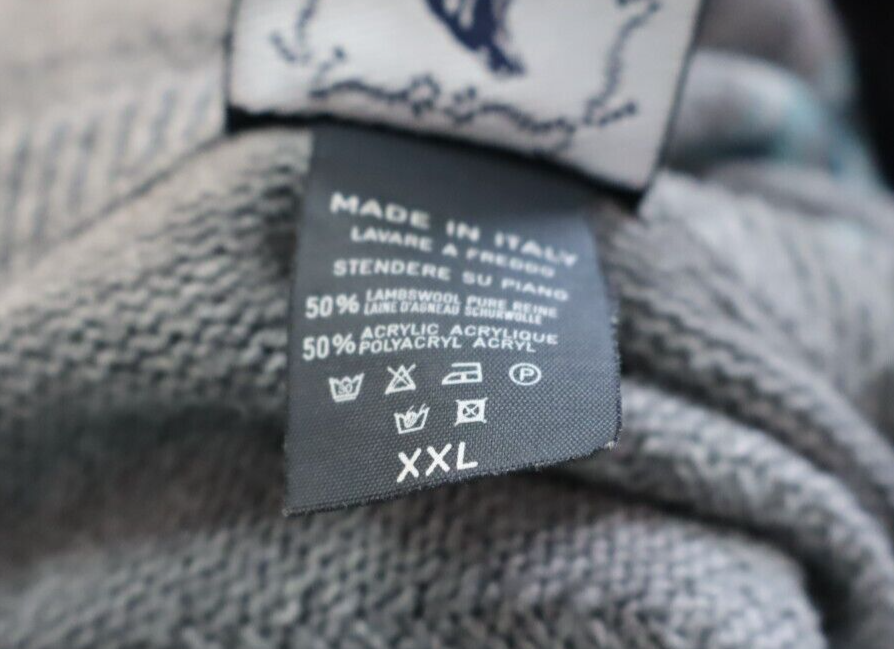 MADE IN ITALY
LAVARE A FREDDO
STENDERE SU PIANO
50% LAMBSWOOL PURE REINE
LAINE D'AGNEAU SCHURWOLLE
50% ACRYLIC ACRYLIQUE
POLYACRYL ACRYL
30
P
XXL